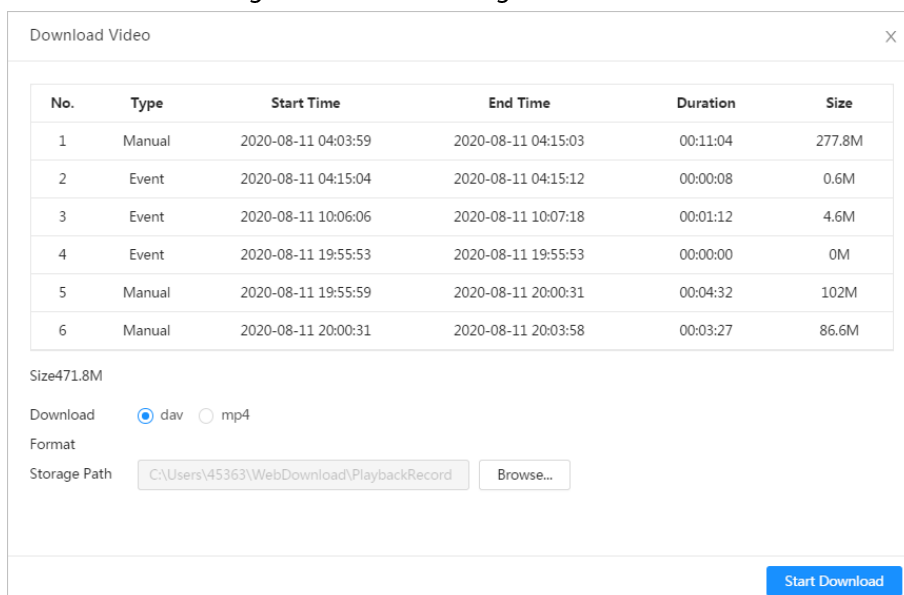 Download Video X
No. Type Start Time End Time Duration Size
1 Manual 2020-08-11 04:03:59 2020-08-11 04:15:03 00:11:04 277.8M
2 Event 2020-08-11 04:15:04 2020-08-11 04:15:12 00:00:08 0.6M
3 Event 2020-08-11 10:06:06 2020-08-11 10:07:18 00:01:12 4.6M
4 Event 2020-08-11 19:55:53 2020-08-11 19:55:53 00:00:00 0M
5 Manual 2020-08-11 19:55:59 2020-08-11 20:00:31 00:04:32 102M
6 Manual 2020-08-11 20:00:31 2020-08-11 20:03:58 00:03:27 86.6M
Size471.8M
Download dav mp4
Format
Storage Path C:\Users\45363\WebDownload\PlaybackRecord Browse...
Start Download